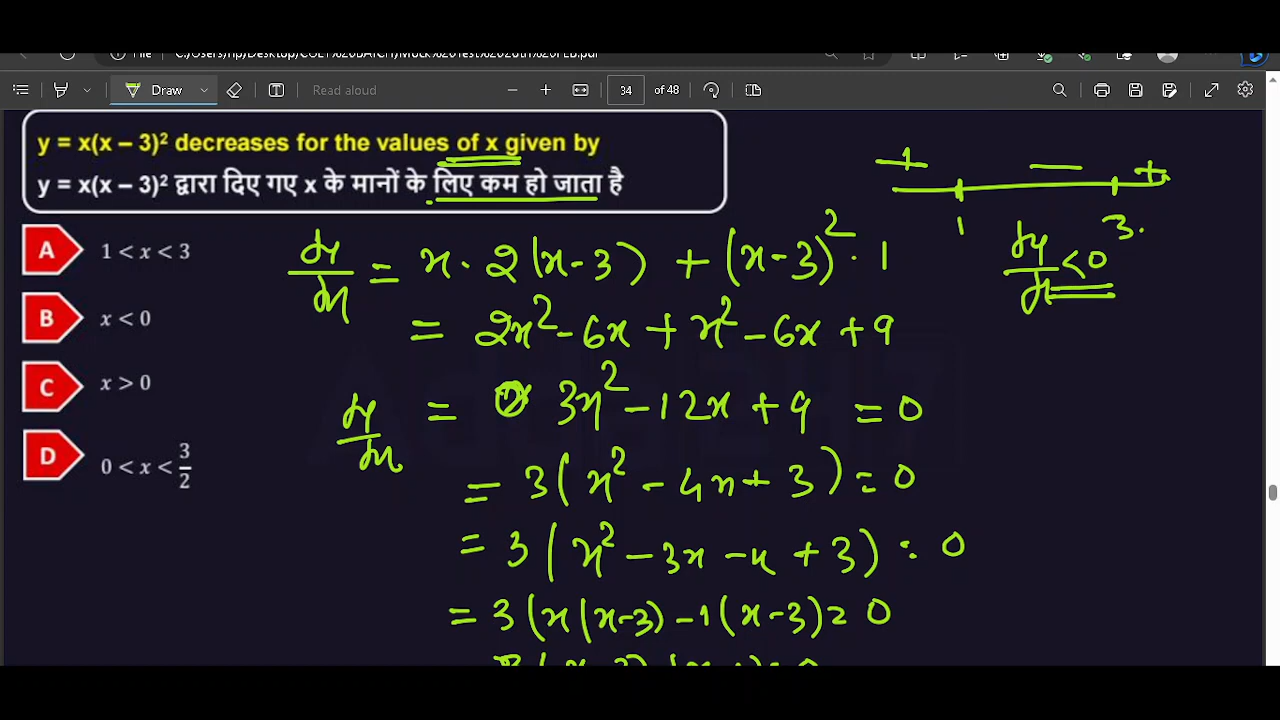 Draw
Read aloud
34 of 48
y = x(x – 3)² decreases for the values of x given by
y = x(x – 3)² द्वारा दिए गए x के मानों के लिए कम हो जाता है
A 1 < x < 3
B x < 0
C x > 0
D 0 < x < 3/2
+ — +
1 3.
dy/dx < 0
dy/dx = x · 2(x-3) + (x-3)² · 1
= 2x² - 6x + x² - 6x + 9
dy/dx = 3x² - 12x + 9 = 0
= 3(x² - 4x + 3) = 0
= 3(x² - 3x - x + 3) = 0
= 3(x(x-3) - 1(x-3) = 0